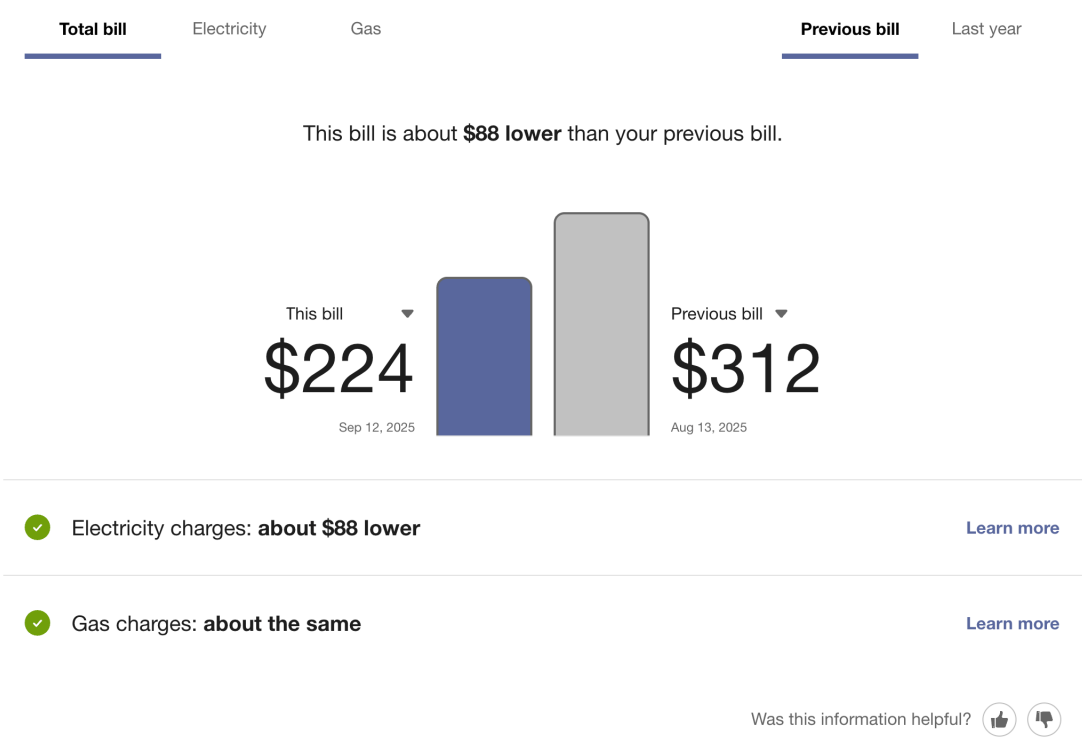 Total bill Electricity Gas Previous bill Last year
This bill is about $88 lower than your previous bill.
This bill Previous bill
$224 $312
Sep 12, 2025 Aug 13, 2025
Electricity charges: about $88 lower Learn more
Gas charges: about the same Learn more
Was this information helpful?